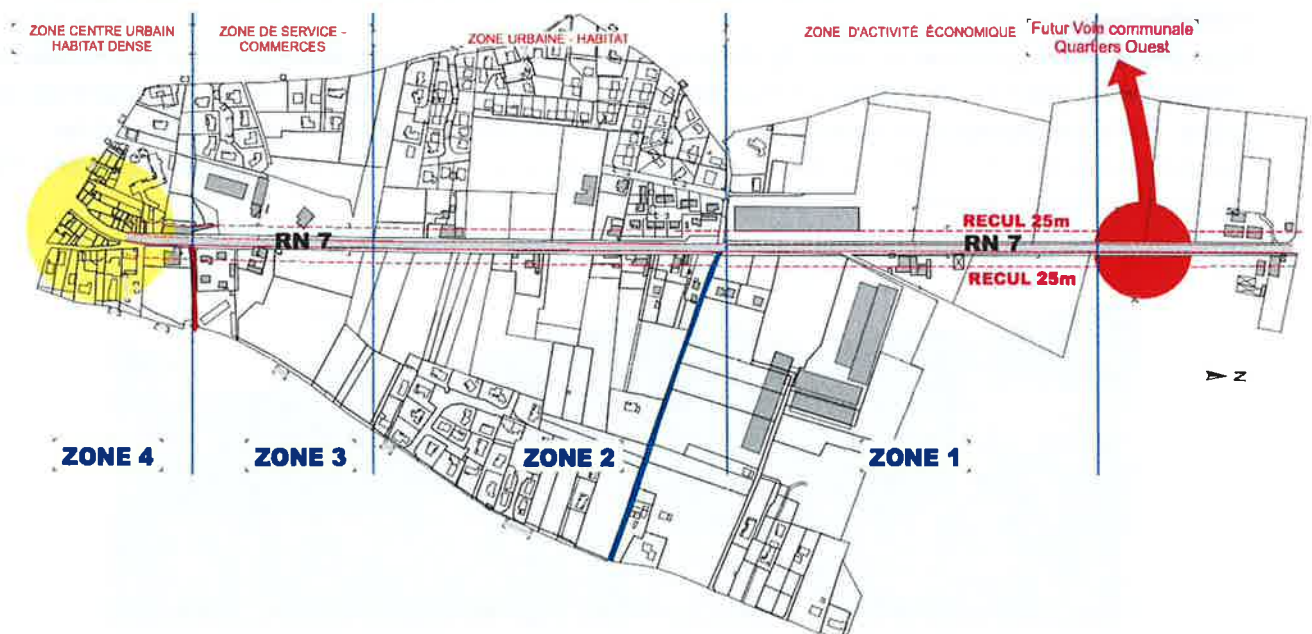 ZONE CENTRE URBAIN
HABITAT DENSE
ZONE DE SERVICE -
COMMERCES
ZONE URBAINE - HABITAT
ZONE D'ACTIVITÉ ÉCONOMIQUE
Futur Voie communale
Quartiers Ouest
RECUL 25m
RN 7
RN 7
RECUL 25m
Z
ZONE 4
ZONE 3
ZONE 2
ZONE 1